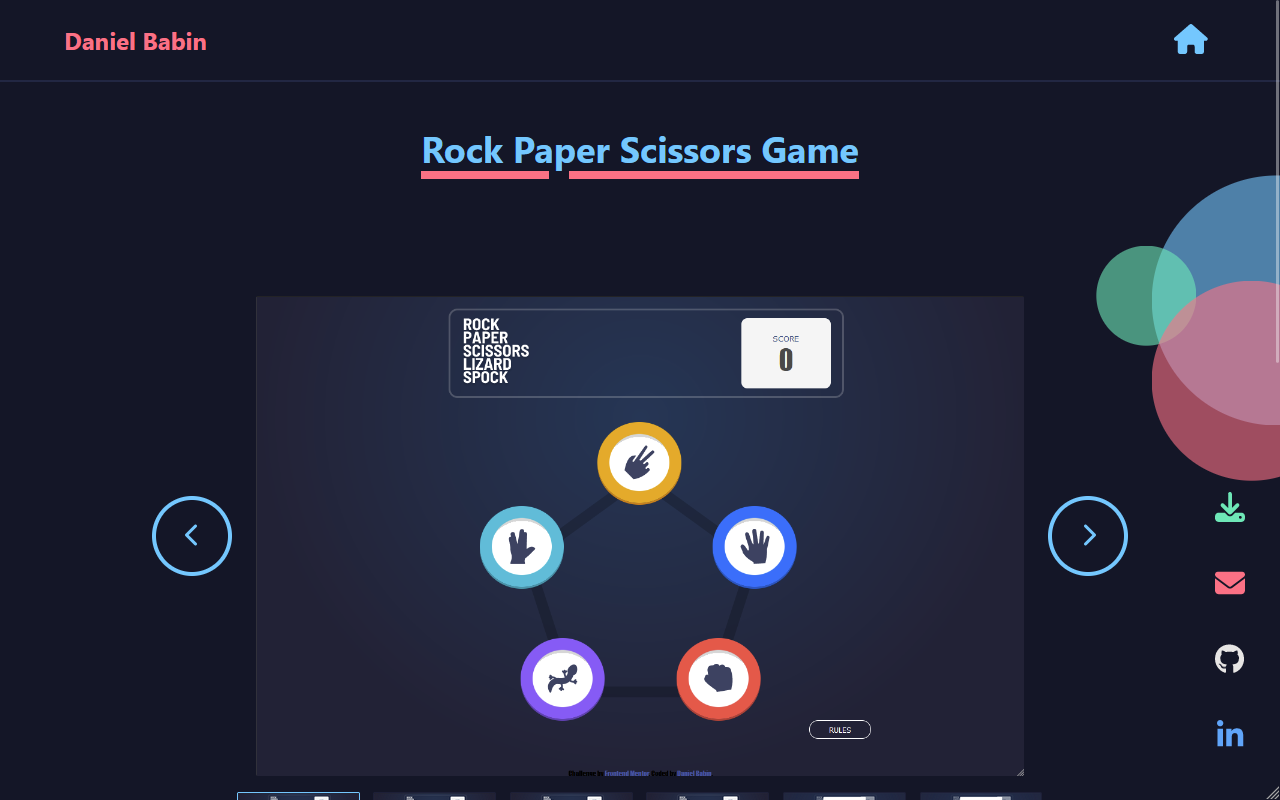 Daniel Babin
Rock Paper Scissors Game
ROCK
PAPER
SCISSORS
LIZARD
SPOCK
SCORE
0
RULES
Challenge by Frontend Mentor. Coded by Daniel Babin.